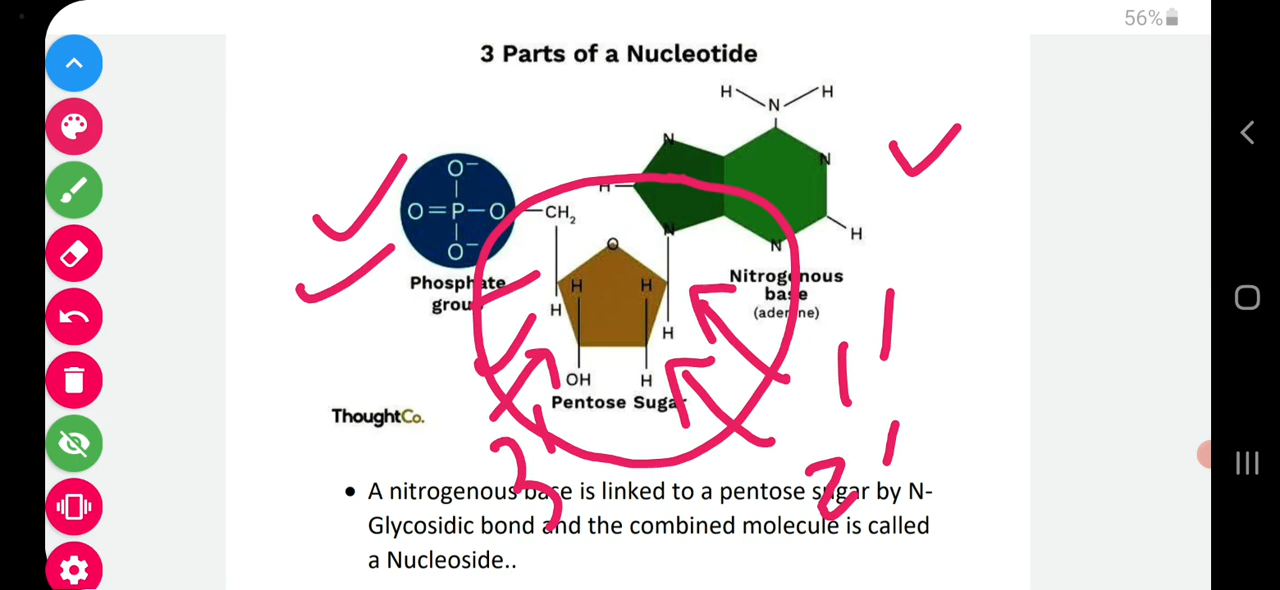 56%
3 Parts of a Nucleotide
H H
N
N N
O⁻
O=P—O—CH₂
O⁻
H
N
N
H
O
Phosphate
group
H H
H
H
Nitrogenous
base
(adenine)
OH H
Pentose Sugar
ThoughtCo.
1'
2'
3'
• A nitrogenous base is linked to a pentose sugar by N-
Glycosidic bond and the combined molecule is called
a Nucleoside..